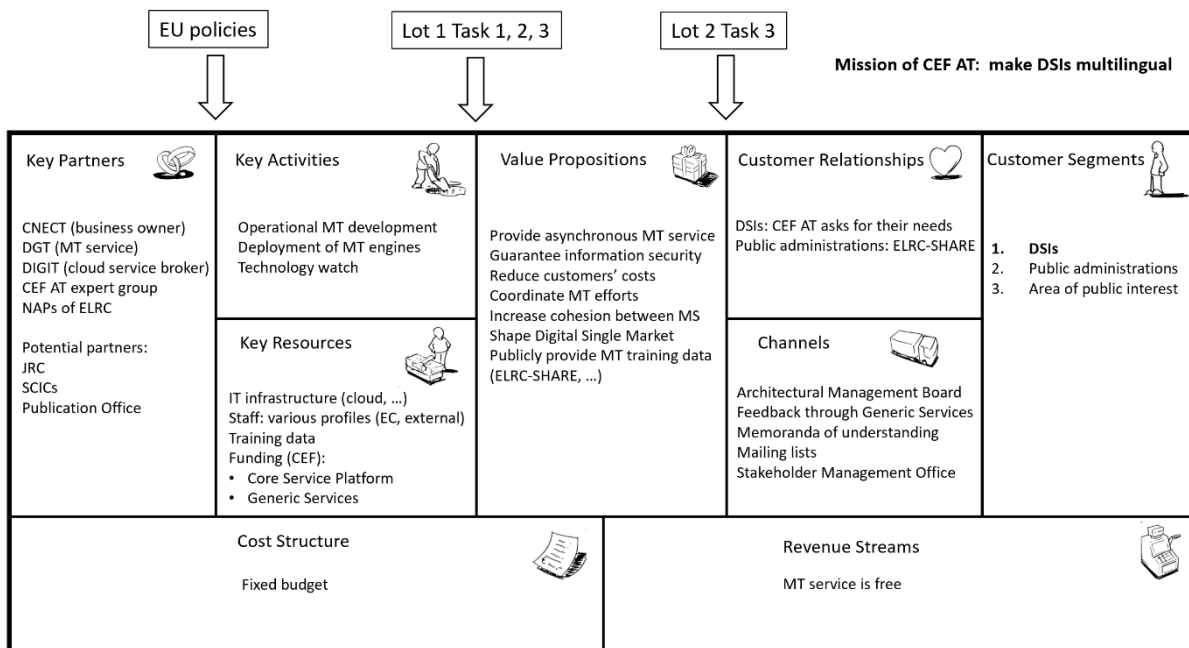 EU policies
Lot 1 Task 1, 2, 3
Lot 2 Task 3
Mission of CEF AT: make DSIs multilingual
Key Partners
CNECT (business owner)
DGT (MT service)
DIGIT (cloud service broker)
CEF AT expert group
NAPs of ELRC
Potential partners:
JRC
SCICs
Publication Office
Key Activities
Operational MT development
Deployment of MT engines
Technology watch
Key Resources
IT infrastructure (cloud, ...)
Staff: various profiles (EC, external)
Training data
Funding (CEF):
• Core Service Platform
• Generic Services
Value Propositions
Provide asynchronous MT service
Guarantee information security
Reduce customers' costs
Coordinate MT efforts
Increase cohesion between MS
Shape Digital Single Market
Publicly provide MT training data
(ELRC-SHARE, ...)
Customer Relationships
DSIs: CEF AT asks for their needs
Public administrations: ELRC-SHARE
Channels
Architectural Management Board
Feedback through Generic Services
Memoranda of understanding
Mailing lists
Stakeholder Management Office
Customer Segments
1. DSIs
2. Public administrations
3. Area of public interest
Cost Structure
Fixed budget
Revenue Streams
MT service is free